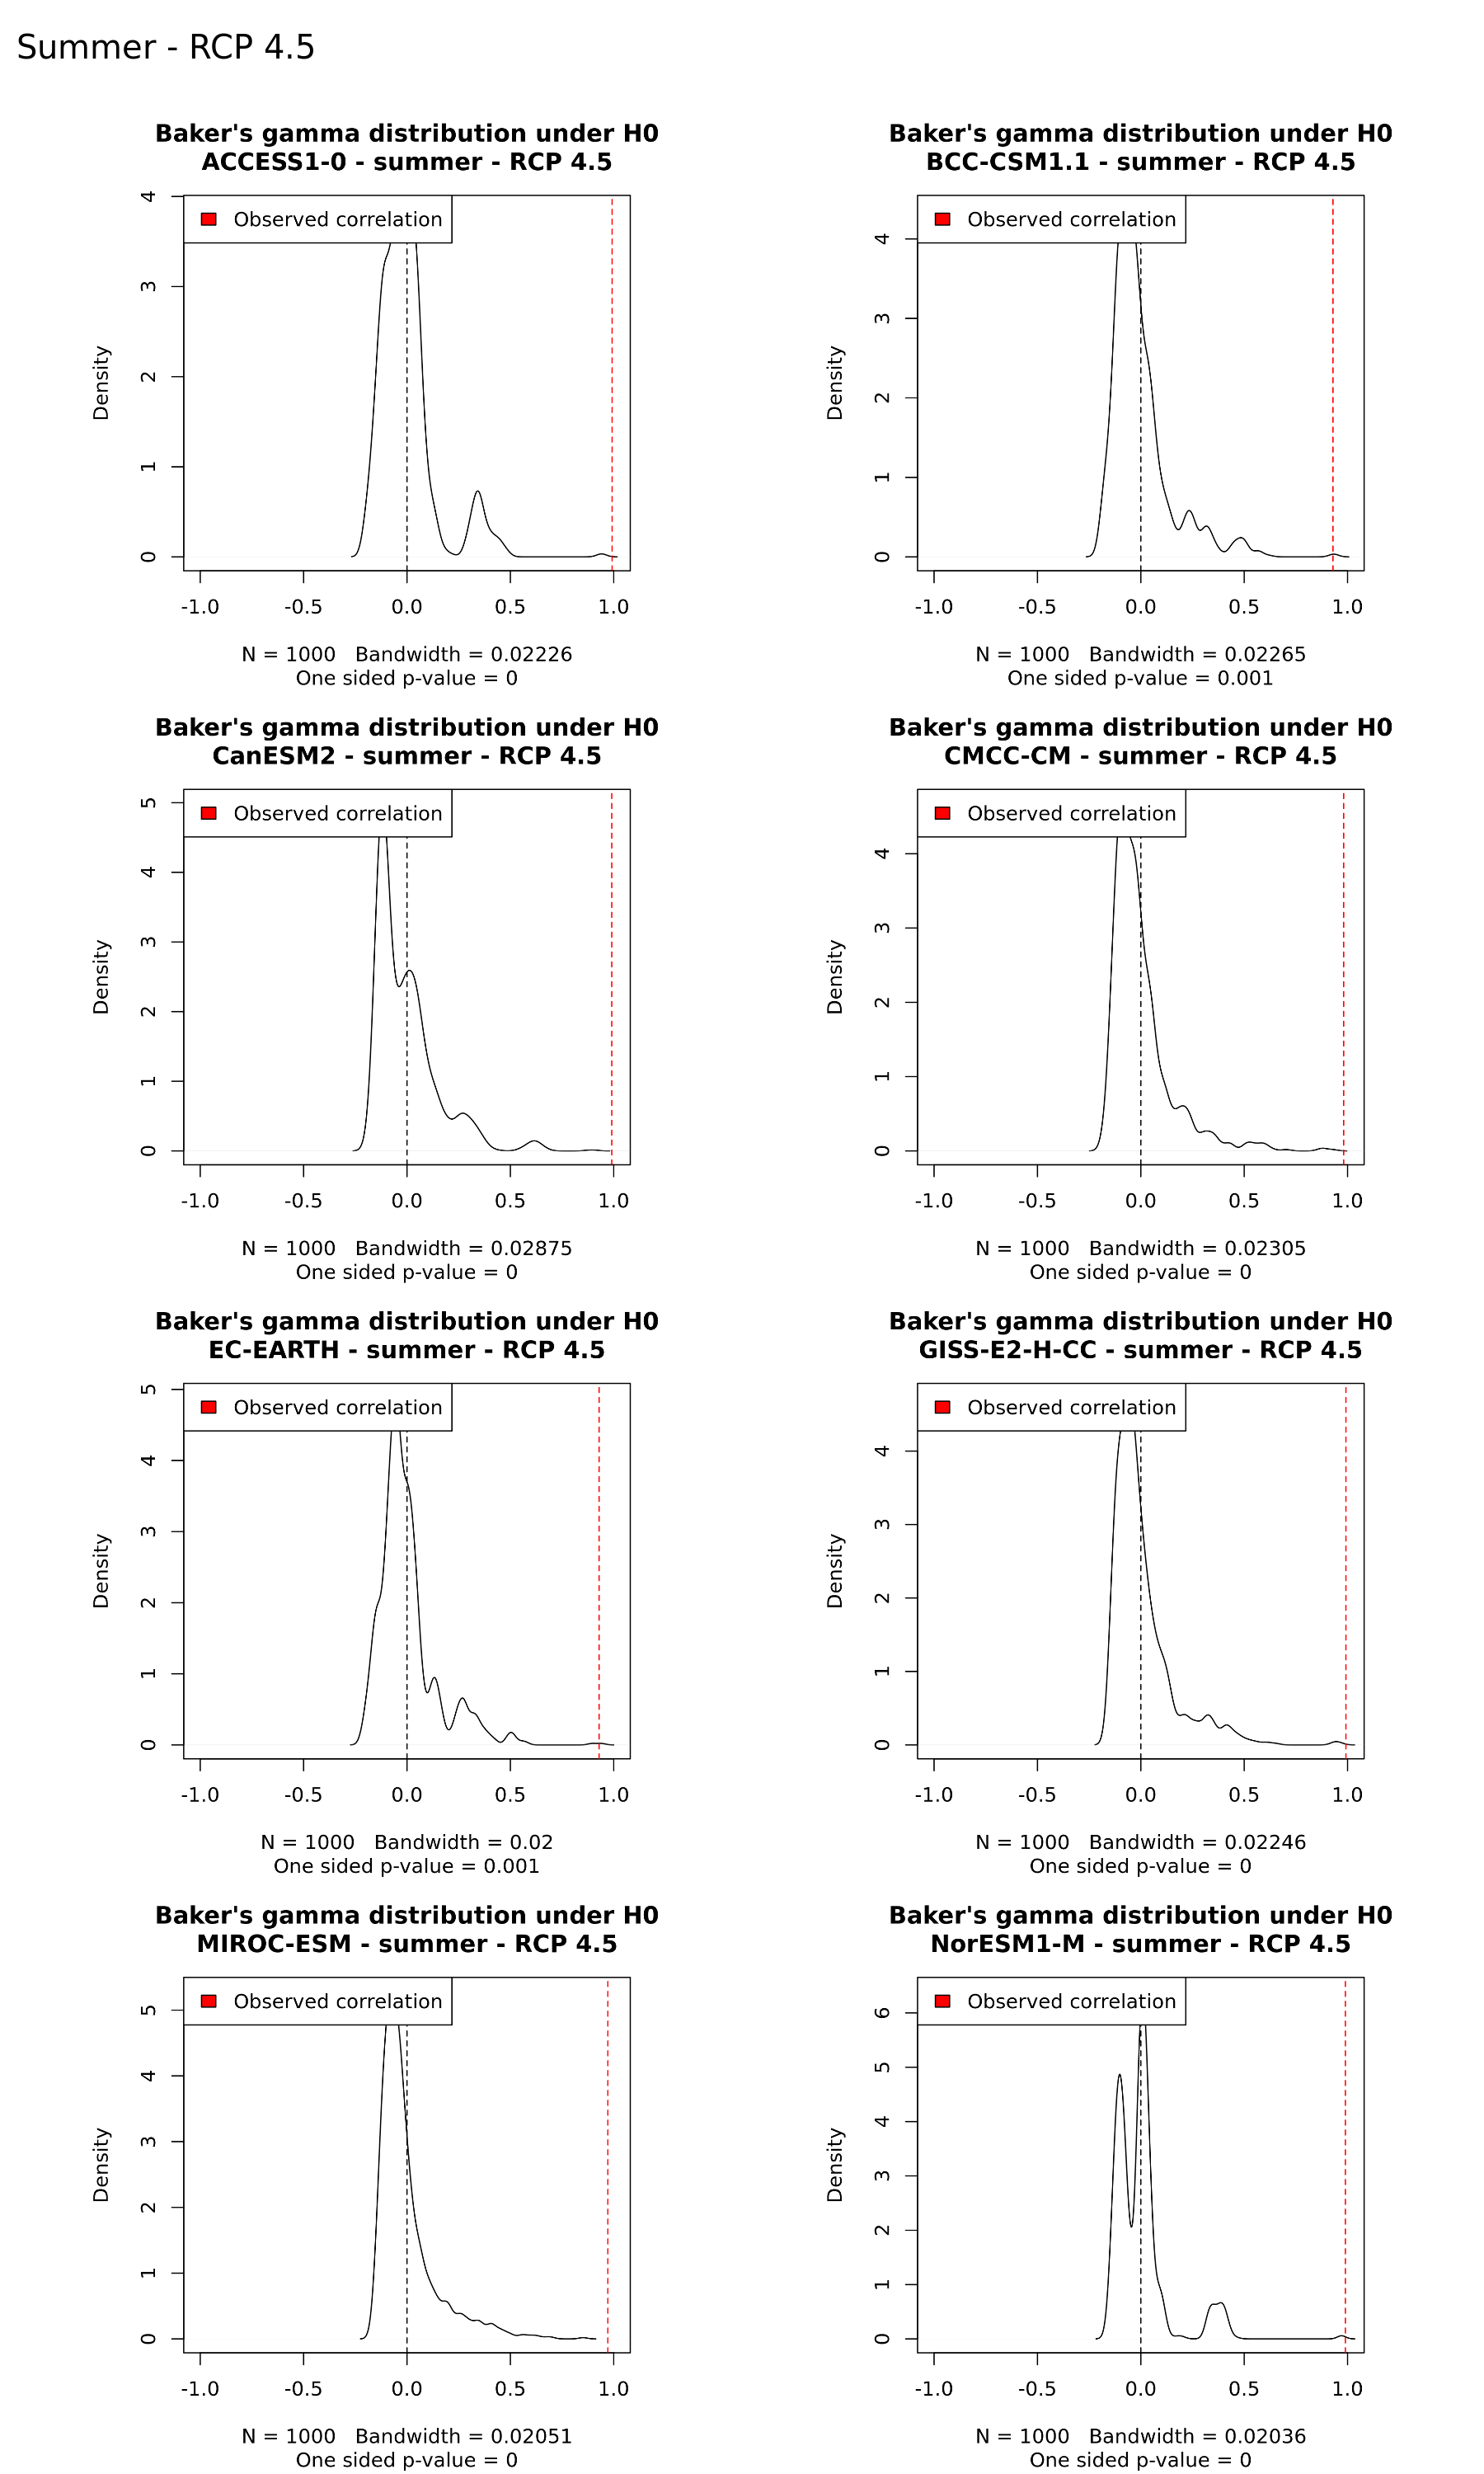 Summer - RCP 4.5
Baker's gamma distribution under H0
ACCESS1-0 - summer - RCP 4.5
Observed correlation
Density
0 1 2 3 4
-1.0 -0.5 0.0 0.5 1.0
N = 1000 Bandwidth = 0.02226
One sided p-value = 0
Baker's gamma distribution under H0
BCC-CSM1.1 - summer - RCP 4.5
Observed correlation
Density
0 1 2 3 4
-1.0 -0.5 0.0 0.5 1.0
N = 1000 Bandwidth = 0.02265
One sided p-value = 0.001
Baker's gamma distribution under H0
CanESM2 - summer - RCP 4.5
Observed correlation
Density
0 1 2 3 4 5
-1.0 -0.5 0.0 0.5 1.0
N = 1000 Bandwidth = 0.02875
One sided p-value = 0
Baker's gamma distribution under H0
CMCC-CM - summer - RCP 4.5
Observed correlation
Density
0 1 2 3 4
-1.0 -0.5 0.0 0.5 1.0
N = 1000 Bandwidth = 0.02305
One sided p-value = 0
Baker's gamma distribution under H0
EC-EARTH - summer - RCP 4.5
Observed correlation
Density
0 1 2 3 4 5
-1.0 -0.5 0.0 0.5 1.0
N = 1000 Bandwidth = 0.02
One sided p-value = 0.001
Baker's gamma distribution under H0
GISS-E2-H-CC - summer - RCP 4.5
Observed correlation
Density
0 1 2 3 4
-1.0 -0.5 0.0 0.5 1.0
N = 1000 Bandwidth = 0.02246
One sided p-value = 0
Baker's gamma distribution under H0
MIROC-ESM - summer - RCP 4.5
Observed correlation
Density
0 1 2 3 4 5
-1.0 -0.5 0.0 0.5 1.0
N = 1000 Bandwidth = 0.02051
One sided p-value = 0
Baker's gamma distribution under H0
NorESM1-M - summer - RCP 4.5
Observed correlation
Density
0 1 2 3 4 5 6
-1.0 -0.5 0.0 0.5 1.0
N = 1000 Bandwidth = 0.02036
One sided p-value = 0